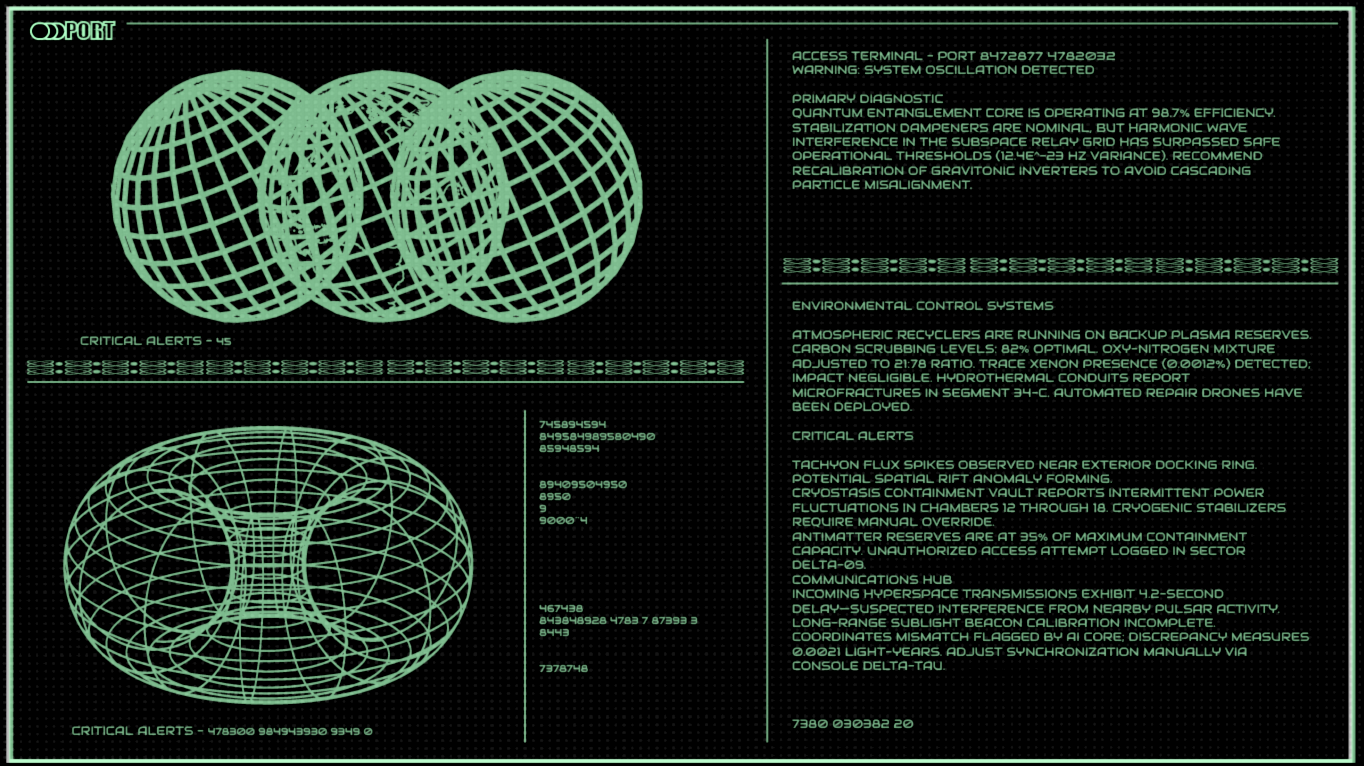 PORT
ACCESS TERMINAL - PORT 8472877 4782032
WARNING: SYSTEM OSCILLATION DETECTED
PRIMARY DIAGNOSTIC
QUANTUM ENTANGLEMENT CORE IS OPERATING AT 98.7% EFFICIENCY.
STABILIZATION DAMPENERS ARE NOMINAL, BUT HARMONIC WAVE
INTERFERENCE IN THE SUBSPACE RELAY GRID HAS SURPASSED SAFE
OPERATIONAL THRESHOLDS (12.4E^-23 HZ VARIANCE). RECOMMEND
RECALIBRATION OF GRAVITONIC INVERTERS TO AVOID CASCADING
PARTICLE MISALIGNMENT.
ENVIRONMENTAL CONTROL SYSTEMS
ATMOSPHERIC RECYCLERS ARE RUNNING ON BACKUP PLASMA RESERVES.
CARBON SCRUBBING LEVELS: 82% OPTIMAL. OXY-NITROGEN MIXTURE
ADJUSTED TO 21:78 RATIO. TRACE XENON PRESENCE (0.0012%) DETECTED;
IMPACT NEGLIGIBLE. HYDROTHERMAL CONDUITS REPORT
MICROFRACTURES IN SEGMENT 34-C. AUTOMATED REPAIR DRONES HAVE
BEEN DEPLOYED.
CRITICAL ALERTS
TACHYON FLUX SPIKES OBSERVED NEAR EXTERIOR DOCKING RING.
POTENTIAL SPATIAL RIFT ANOMALY FORMING.
CRYOSTASIS CONTAINMENT VAULT REPORTS INTERMITTENT POWER
FLUCTUATIONS IN CHAMBERS 12 THROUGH 18. CRYOGENIC STABILIZERS
REQUIRE MANUAL OVERRIDE.
ANTIMATTER RESERVES ARE AT 35% OF MAXIMUM CONTAINMENT
CAPACITY. UNAUTHORIZED ACCESS ATTEMPT LOGGED IN SECTOR
DELTA-09.
COMMUNICATIONS HUB
INCOMING HYPERSPACE TRANSMISSIONS EXHIBIT 4.2-SECOND
DELAY—SUSPECTED INTERFERENCE FROM NEARBY PULSAR ACTIVITY.
LONG-RANGE SUBLIGHT BEACON CALIBRATION INCOMPLETE.
COORDINATES MISMATCH FLAGGED BY AI CORE; DISCREPANCY MEASURES
0.0021 LIGHT-YEARS. ADJUST SYNCHRONIZATION MANUALLY VIA
CONSOLE DELTA-TAU.
7380 030382 20
CRITICAL ALERTS - 45
745894594
849584989580490
85948594
89409504950
8950
9
9000¨4
467438
843848928 4783 7 87393 3
8443
7378748
CRITICAL ALERTS - 478300 984943930 9349 0